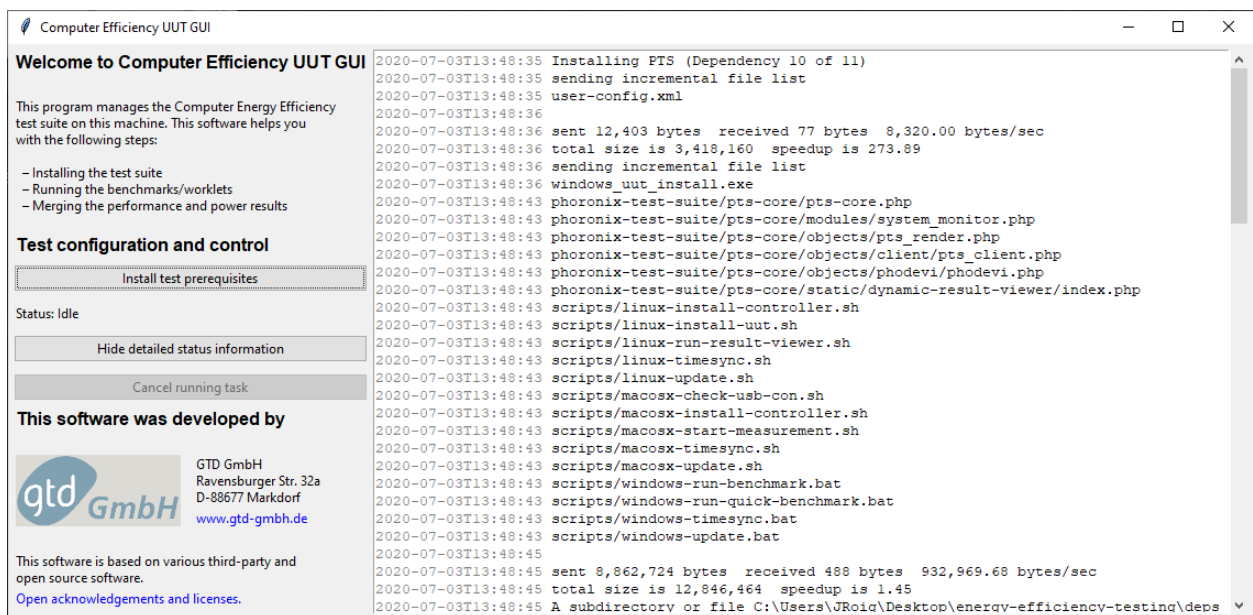 Computer Efficiency UUT GUI
Welcome to Computer Efficiency UUT GUI
This program manages the Computer Energy Efficiency
test suite on this machine. This software helps you
with the following steps:
– Installing the test suite
– Running the benchmarks/worklets
– Merging the performance and power results
Test configuration and control
Install test prerequisites
Status: Idle
Hide detailed status information
Cancel running task
This software was developed by
gtd GmbH
GTD GmbH
Ravensburger Str. 32a
D-88677 Markdorf
www.gtd-gmbh.de
This software is based on various third-party and
open source software.
Open acknowledgements and licenses.
2020-07-03T13:48:35 Installing PTS (Dependency 10 of 11)
2020-07-03T13:48:35 sending incremental file list
2020-07-03T13:48:35 user-config.xml
2020-07-03T13:48:36
2020-07-03T13:48:36 sent 12,403 bytes  received 77 bytes  8,320.00 bytes/sec
2020-07-03T13:48:36 total size is 3,418,160  speedup is 273.89
2020-07-03T13:48:36 sending incremental file list
2020-07-03T13:48:36 windows_uut_install.exe
2020-07-03T13:48:43 phoronix-test-suite/pts-core/pts-core.php
2020-07-03T13:48:43 phoronix-test-suite/pts-core/modules/system_monitor.php
2020-07-03T13:48:43 phoronix-test-suite/pts-core/objects/pts_render.php
2020-07-03T13:48:43 phoronix-test-suite/pts-core/objects/client/pts_client.php
2020-07-03T13:48:43 phoronix-test-suite/pts-core/objects/phodevi/phodevi.php
2020-07-03T13:48:43 phoronix-test-suite/pts-core/static/dynamic-result-viewer/index.php
2020-07-03T13:48:43 scripts/linux-install-controller.sh
2020-07-03T13:48:43 scripts/linux-install-uut.sh
2020-07-03T13:48:43 scripts/linux-run-result-viewer.sh
2020-07-03T13:48:43 scripts/linux-timesync.sh
2020-07-03T13:48:43 scripts/linux-update.sh
2020-07-03T13:48:43 scripts/macosx-check-usb-con.sh
2020-07-03T13:48:43 scripts/macosx-install-controller.sh
2020-07-03T13:48:43 scripts/macosx-start-measurement.sh
2020-07-03T13:48:43 scripts/macosx-timesync.sh
2020-07-03T13:48:43 scripts/macosx-update.sh
2020-07-03T13:48:43 scripts/windows-run-benchmark.bat
2020-07-03T13:48:43 scripts/windows-run-quick-benchmark.bat
2020-07-03T13:48:43 scripts/windows-timesync.bat
2020-07-03T13:48:43 scripts/windows-update.bat
2020-07-03T13:48:45
2020-07-03T13:48:45 sent 8,862,724 bytes  received 488 bytes  932,969.68 bytes/sec
2020-07-03T13:48:45 total size is 12,846,464  speedup is 1.45
2020-07-03T13:48:45 A subdirectory or file C:\Users\JRoig\Desktop\energy-efficiency-testing\deps